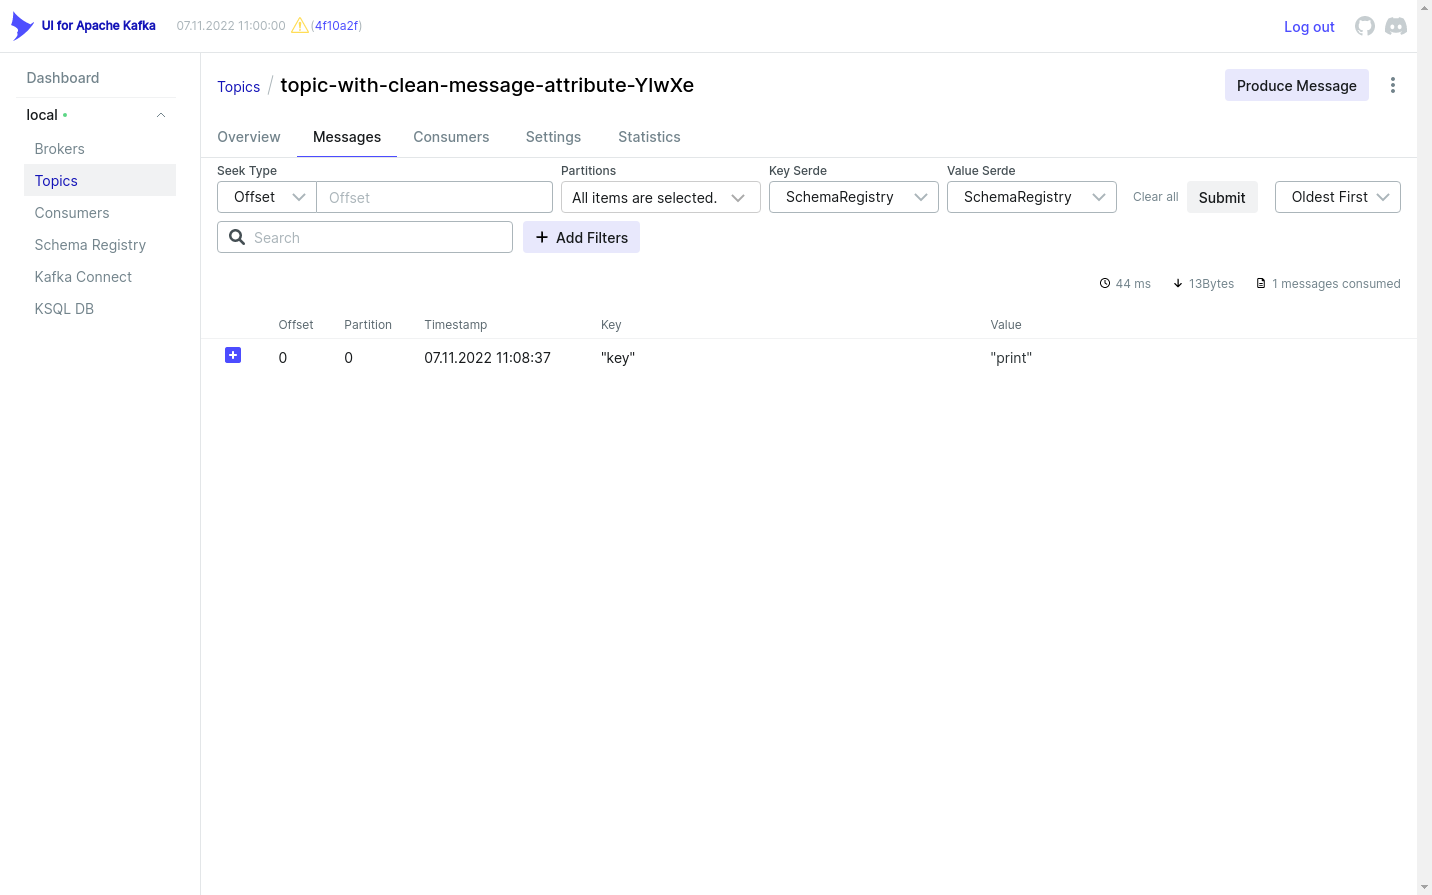 UI for Apache Kafka 07.11.2022 11:00:00 (4f10a2f) Log out
Dashboard
local
Brokers
Topics
Consumers
Schema Registry
Kafka Connect
KSQL DB
Topics / topic-with-clean-message-attribute-YlwXe Produce Message
Overview Messages Consumers Settings Statistics
Seek Type Partitions Key Serde Value Serde
Offset Offset All items are selected. SchemaRegistry SchemaRegistry Clear all Submit Oldest First
Search Add Filters
44 ms 13Bytes 1 messages consumed
Offset Partition Timestamp Key Value
0 0 07.11.2022 11:08:37 "key" "print"